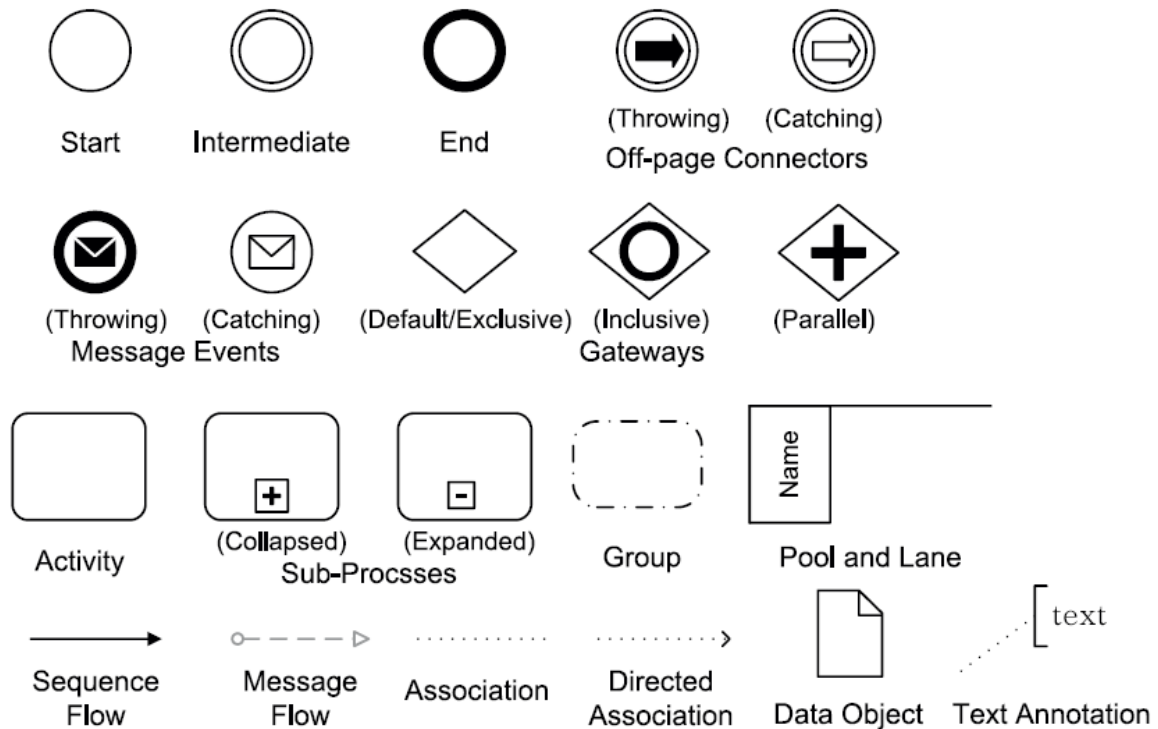 (Throwing) (Catching)
Start Intermediate End
Off-page Connectors
(Throwing) (Catching) (Default/Exclusive) (Inclusive) (Parallel)
Message Events Gateways
Name
(Collapsed) (Expanded)
Activity Sub-Procsses Group Pool and Lane
text
Sequence Flow
Message Flow
Association
Directed Association
Data Object Text Annotation